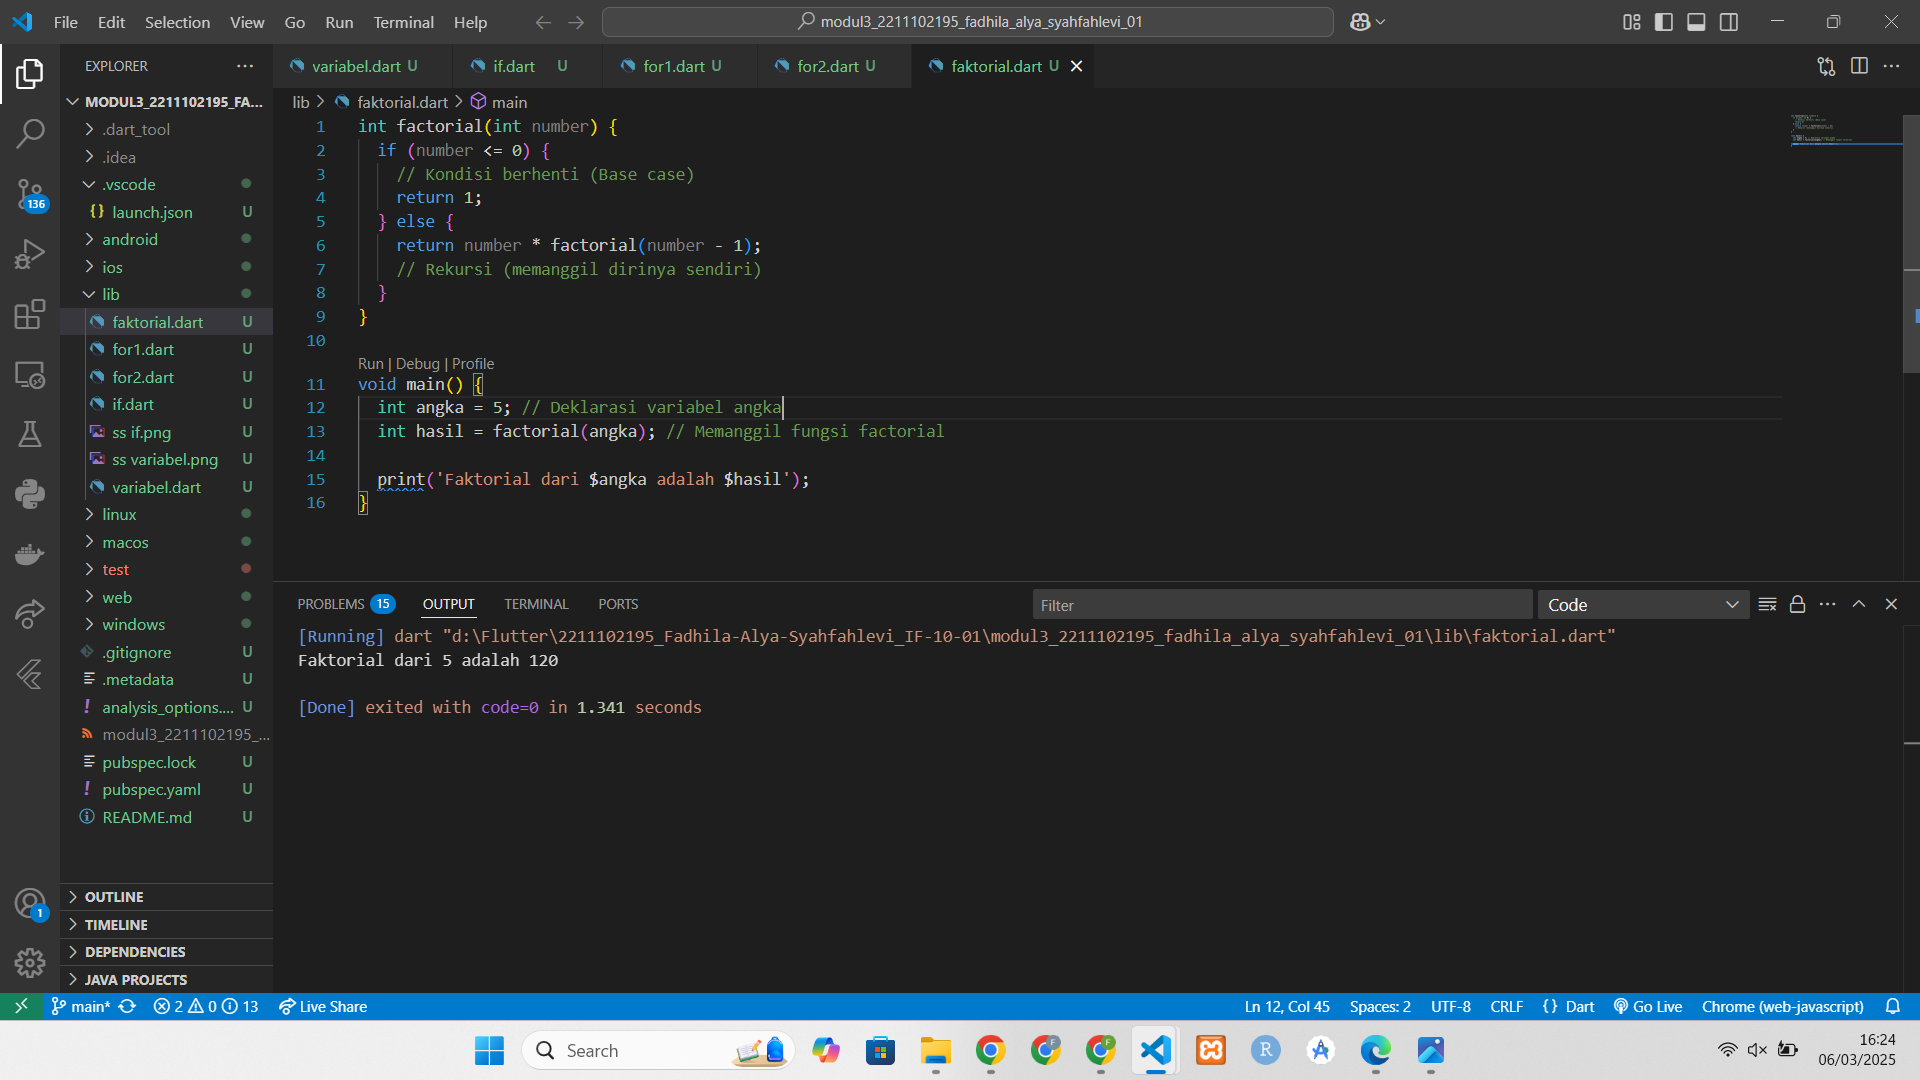 File Edit Selection View Go Run Terminal Help
modul3_2211102195_fadhila_alya_syahfahlevi_01
EXPLORER
variabel.dart U
if.dart U
for1.dart U
for2.dart U
faktorial.dart U
lib > faktorial.dart > main
MODUL3_2211102195_FA...
.dart_tool
.idea
.vscode
launch.json U
android
ios
lib
faktorial.dart U
for1.dart U
for2.dart U
if.dart U
ss if.png U
ss variabel.png U
variabel.dart U
linux
macos
test
web
windows
.gitignore U
.metadata U
analysis_options.... U
modul3_2211102195_...
pubspec.lock U
pubspec.yaml U
README.md U
OUTLINE
TIMELINE
DEPENDENCIES
JAVA PROJECTS
136
1
1 int factorial(int number) {
2 if (number <= 0) {
3 // Kondisi berhenti (Base case)
4 return 1;
5 } else {
6 return number * factorial(number - 1);
7 // Rekursi (memanggil dirinya sendiri)
8 }
9 }
10
Run | Debug | Profile
11 void main() {
12 int angka = 5; // Deklarasi variabel angka
13 int hasil = factorial(angka); // Memanggil fungsi factorial
14
15 print('Faktorial dari $angka adalah $hasil');
16 }
PROBLEMS 15 OUTPUT TERMINAL PORTS
Filter
Code
[Running] dart "d:\Flutter\2211102195_Fadhila-Alya-Syahfahlevi_IF-10-01\modul3_2211102195_fadhila_alya_syahfahlevi_01\lib\faktorial.dart"
Faktorial dari 5 adalah 120
[Done] exited with code=0 in 1.341 seconds
main* 2 0 13 Live Share
Ln 12, Col 45 Spaces: 2 UTF-8 CRLF {} Dart Go Live Chrome (web-javascript)
Search
16:24
06/03/2025